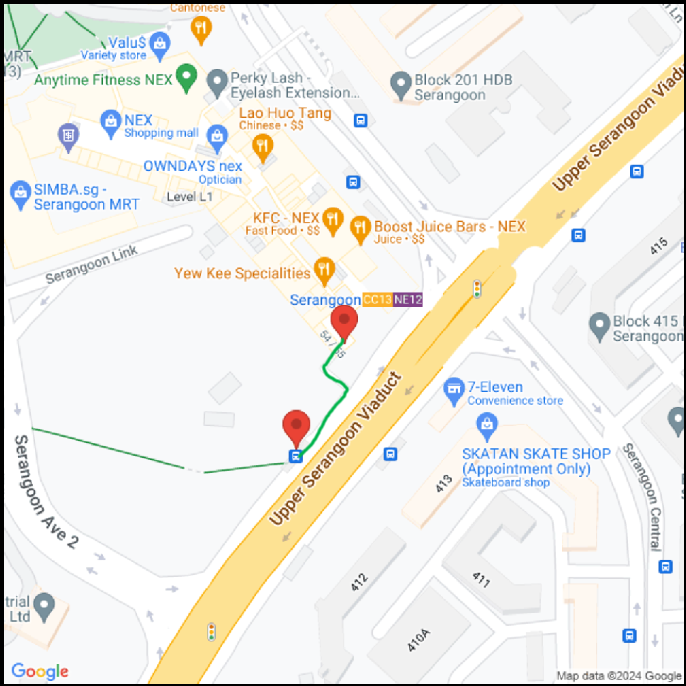 Cantonese
Valu$
Variety store
MRT
13)
Anytime Fitness NEX
Perky Lash -
Eyelash Extension...
Block 201 HDB
Serangoon
Upper Serangoon Viaduct
NEX
Shopping mall
Lao Huo Tang
Chinese • $$
OWNDAYS nex
Optician
SIMBA.sg -
Serangoon MRT
Level L1
KFC - NEX
Fast Food • $$
Boost Juice Bars - NEX
Juice • $$
415
Serangoon Link
Yew Kee Specialities
Serangoon CC13 NE12
Block 415
Serangoon
Upper Serangoon Viaduct
7-Eleven
Convenience store
SKATAN SKATE SHOP
(Appointment Only)
Skateboard shop
413
Serangoon Central
Serangoon Ave 2
412
411
410A
trial
Ltd
Google
Map data ©2024 Google